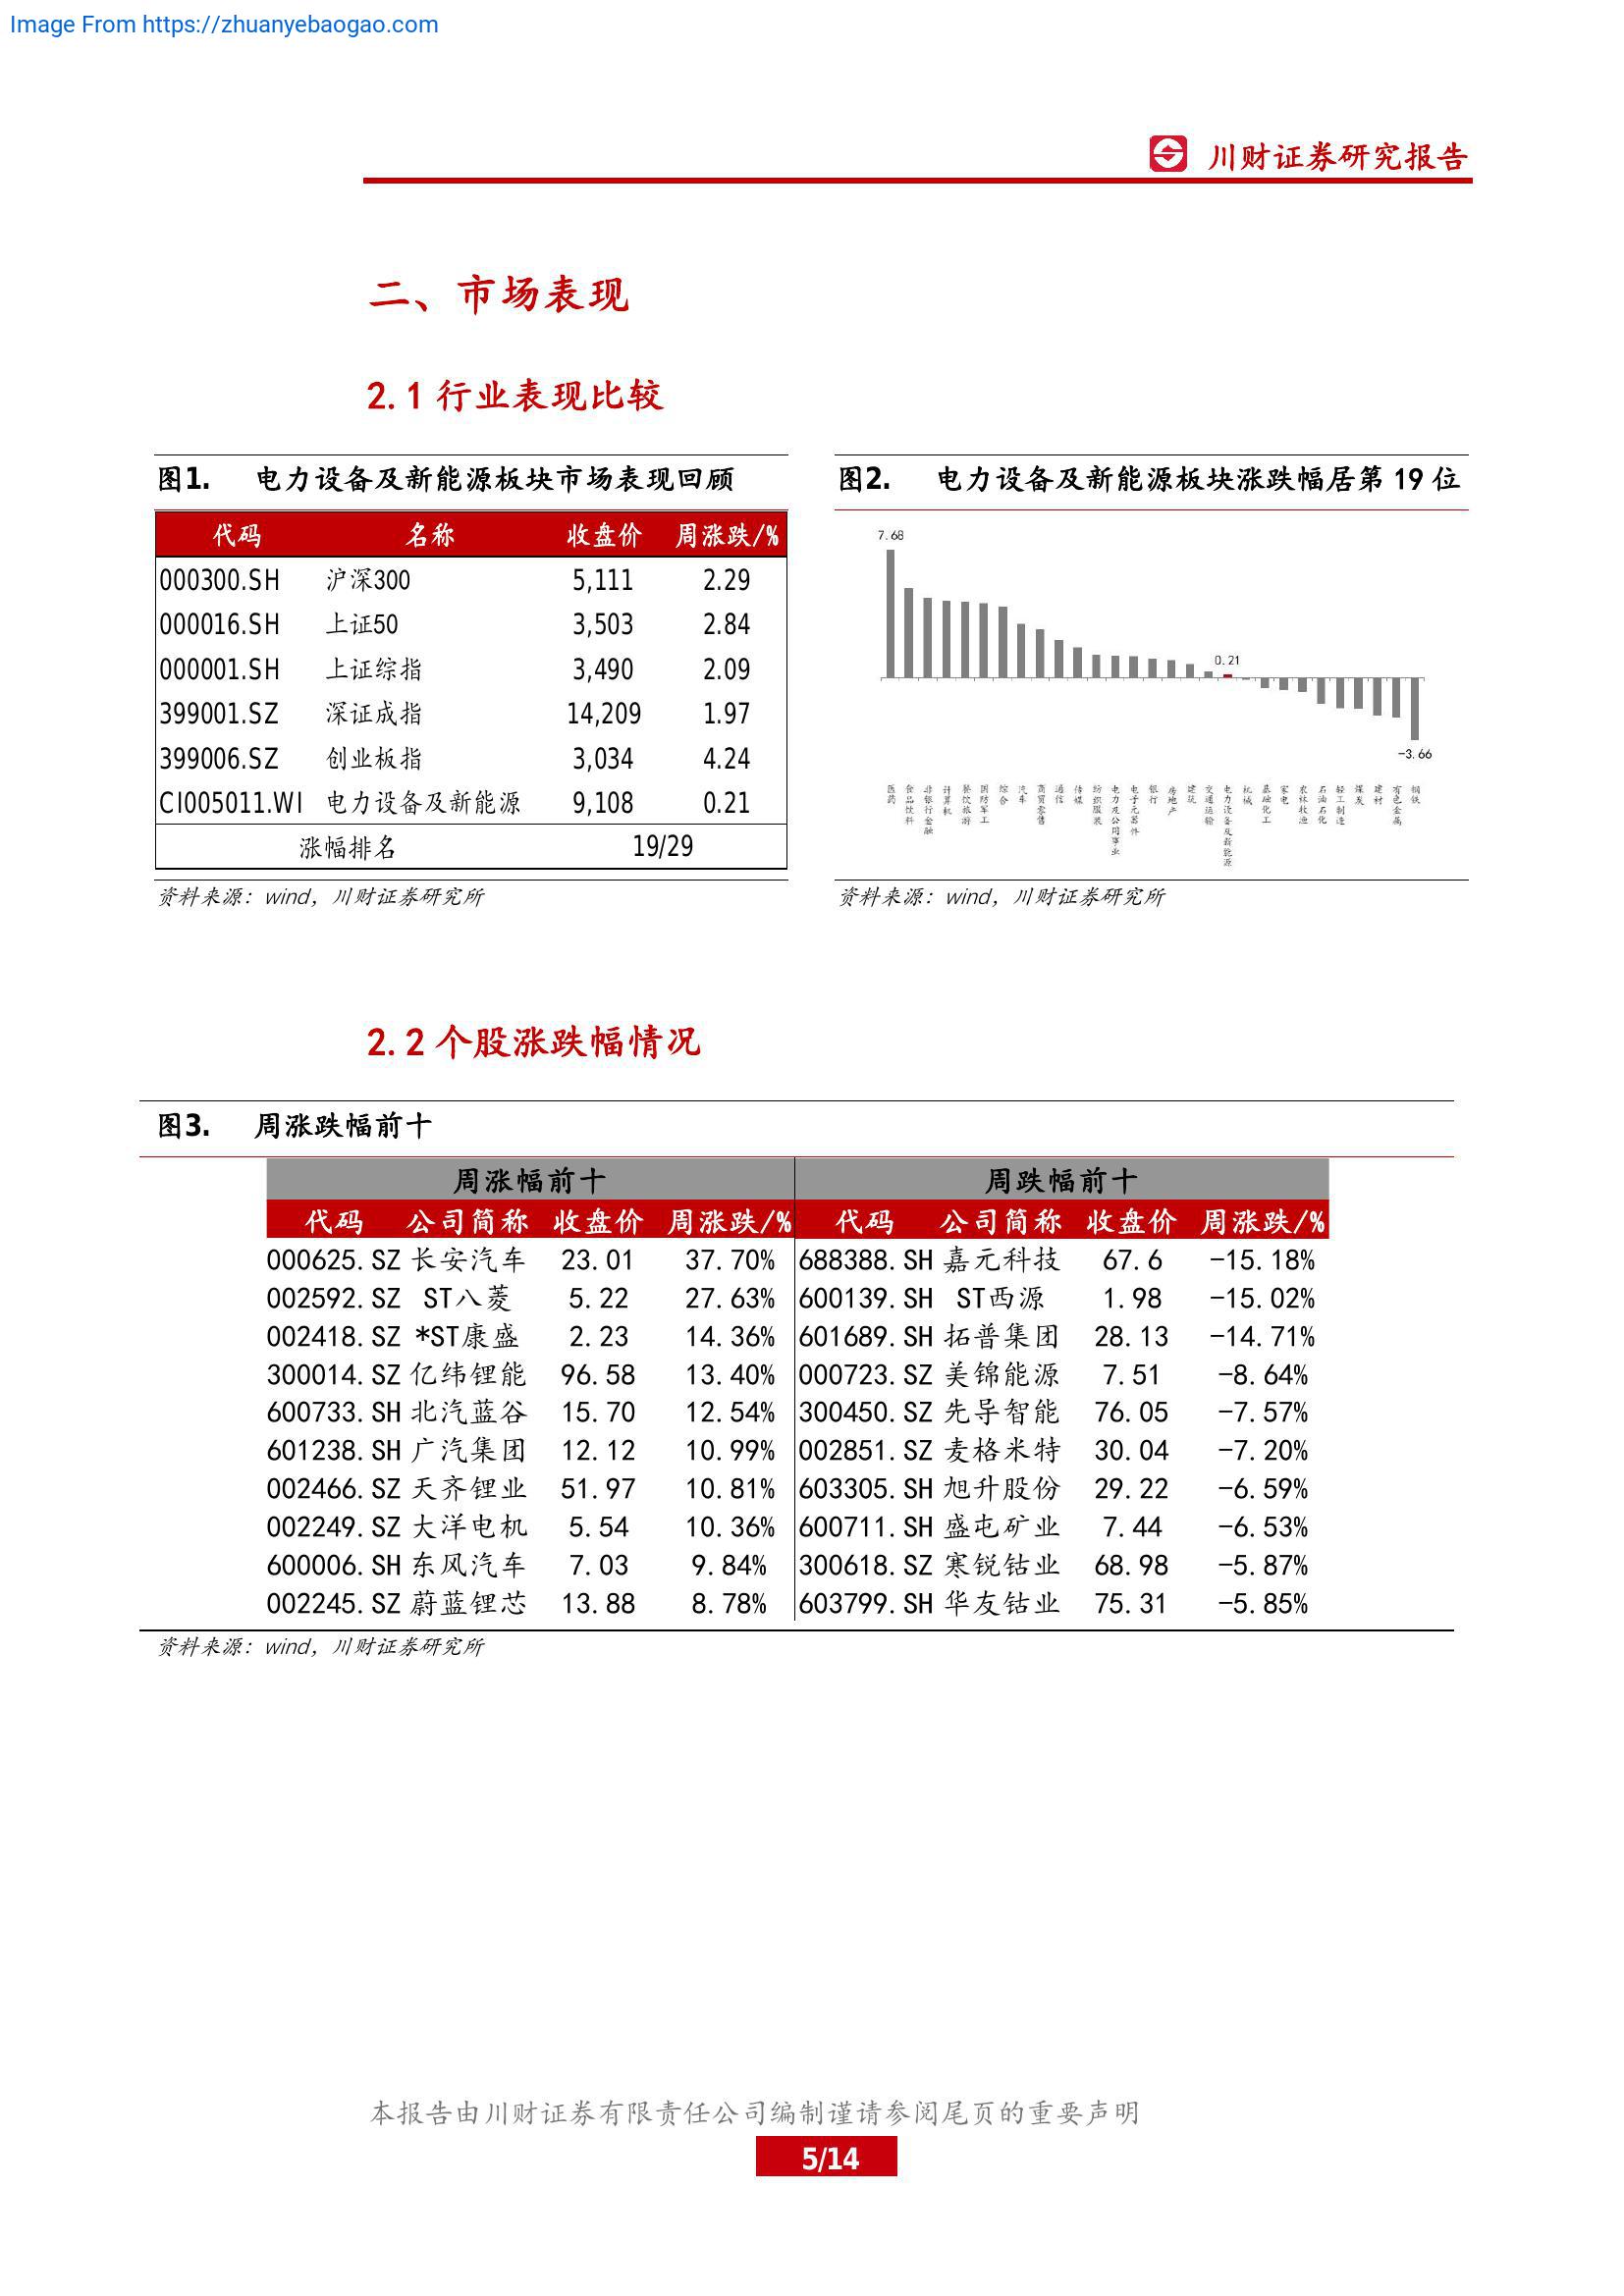 Image From https://zhuanyebaogao.com
川财证券研究报告
二、市场表现
2.1 行业表现比较
图1. 电力设备及新能源板块市场表现回顾
代码 名称 收盘价 周涨跌/%
000300.SH 沪深300 5,111 2.29
000016.SH 上证50 3,503 2.84
000001.SH 上证综指 3,490 2.09
399001.SZ 深证成指 14,209 1.97
399006.SZ 创业板指 3,034 4.24
CI005011.WI 电力设备及新能源 9,108 0.21
涨幅排名 19/29
资料来源：wind，川财证券研究所
图2. 电力设备及新能源板块涨跌幅居第 19 位
7.68
0.21
-3.66
医药
食品饮料
非银行金融
计算机
餐饮旅游
国防军工
综合
汽车
商贸零售
通信
传媒
纺织服装
电力及公用事业
电子元器件
银行
房地产
建筑
交通运输
电力设备及新能源
机械
基础化工
家电
农林牧渔
石油石化
轻工制造
煤炭
建材
有色金属
钢铁
资料来源：wind，川财证券研究所
2.2 个股涨跌幅情况
图3. 周涨跌幅前十
周涨幅前十 周跌幅前十
代码 公司简称 收盘价 周涨跌/% 代码 公司简称 收盘价 周涨跌/%
000625.SZ 长安汽车 23.01 37.70% 688388.SH 嘉元科技 67.6 -15.18%
002592.SZ ST八菱 5.22 27.63% 600139.SH ST西源 1.98 -15.02%
002418.SZ *ST康盛 2.23 14.36% 601689.SH 拓普集团 28.13 -14.71%
300014.SZ 亿纬锂能 96.58 13.40% 000723.SZ 美锦能源 7.51 -8.64%
600733.SH 北汽蓝谷 15.70 12.54% 300450.SZ 先导智能 76.05 -7.57%
601238.SH 广汽集团 12.12 10.99% 002851.SZ 麦格米特 30.04 -7.20%
002466.SZ 天齐锂业 51.97 10.81% 603305.SH 旭升股份 29.22 -6.59%
002249.SZ 大洋电机 5.54 10.36% 600711.SH 盛屯矿业 7.44 -6.53%
600006.SH 东风汽车 7.03 9.84% 300618.SZ 寒锐钴业 68.98 -5.87%
002245.SZ 蔚蓝锂芯 13.88 8.78% 603799.SH 华友钴业 75.31 -5.85%
资料来源：wind，川财证券研究所
本报告由川财证券有限责任公司编制谨请参阅尾页的重要声明
5/14